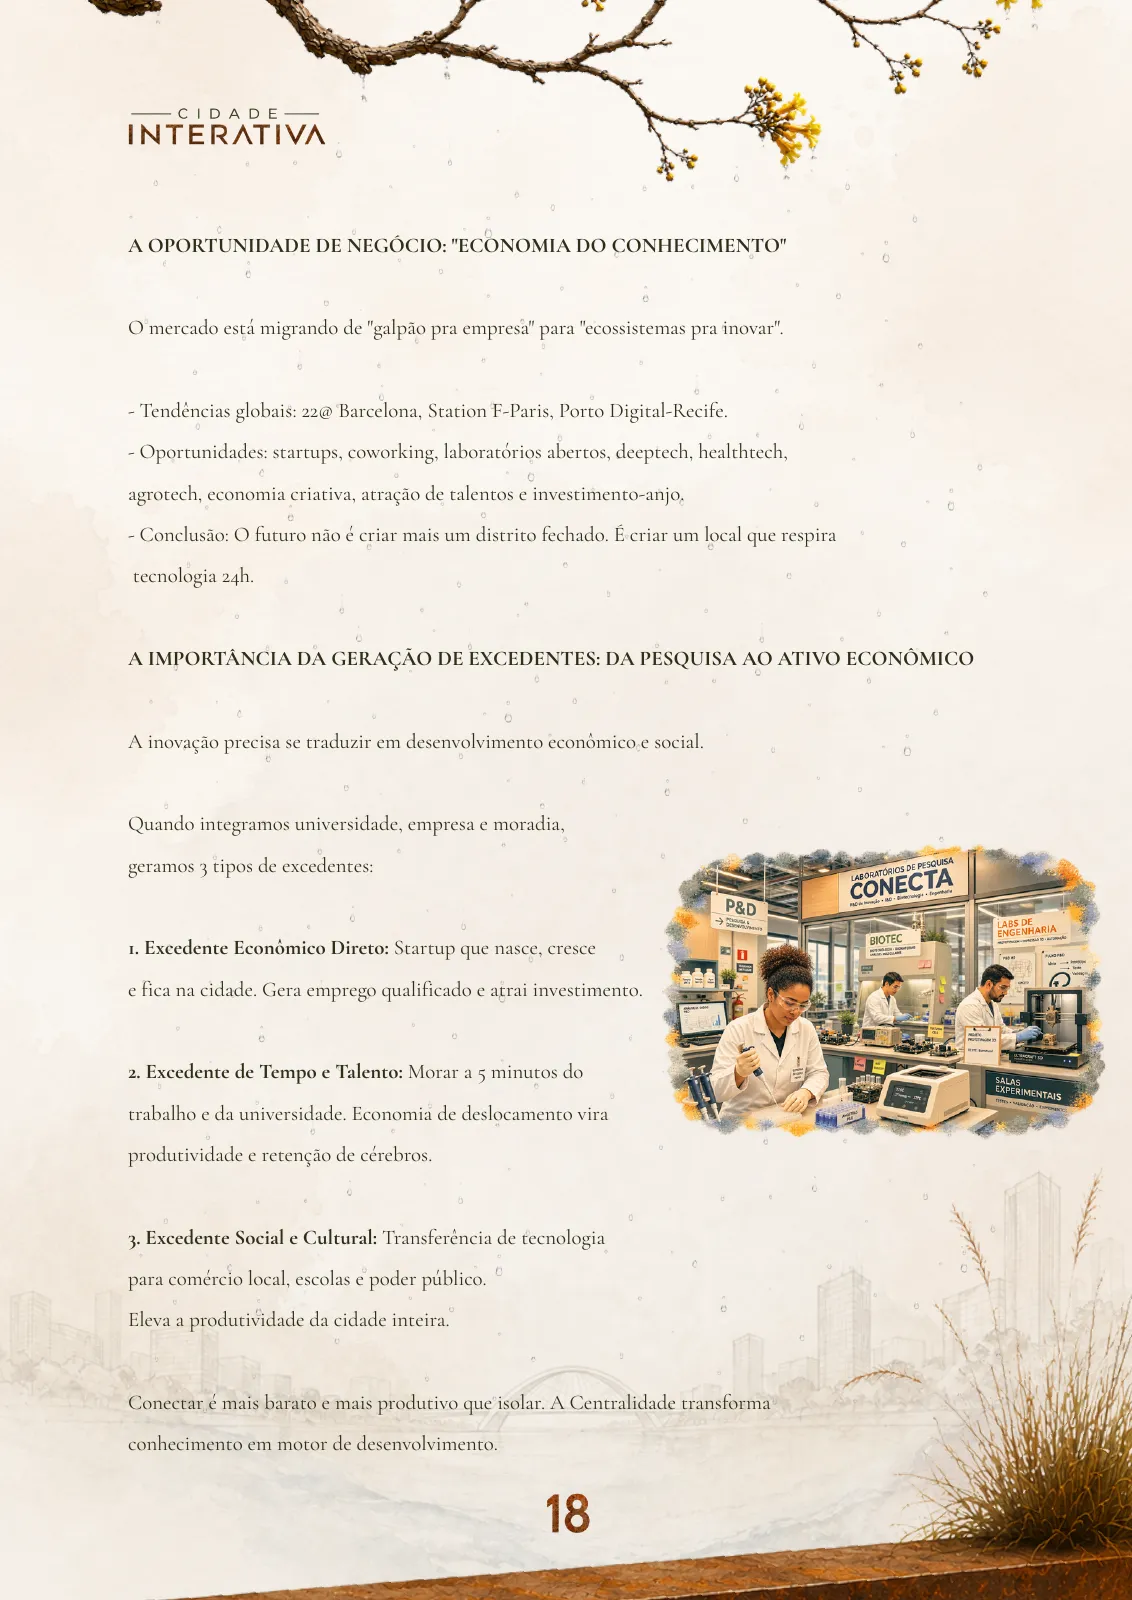 CIDADE
INTERATIVA
A OPORTUNIDADE DE NEGÓCIO: "ECONOMIA DO CONHECIMENTO"
O mercado está migrando de "galpão pra empresa" para "ecossistemas pra inovar".
- Tendências globais: 22@ Barcelona, Station F-Paris, Porto Digital-Recife.
- Oportunidades: startups, coworking, laboratórios abertos, deeptech, healthtech,
agrotech, economia criativa, atração de talentos e investimento-anjo.
- Conclusão: O futuro não é criar mais um distrito fechado. É criar um local que respira
tecnologia 24h.
A IMPORTÂNCIA DA GERAÇÃO DE EXCEDENTES: DA PESQUISA AO ATIVO ECONÔMICO
A inovação precisa se traduzir em desenvolvimento econômico e social.
Quando integramos universidade, empresa e moradia,
geramos 3 tipos de excedentes:
1. Excedente Econômico Direto: Startup que nasce, cresce
e fica na cidade. Gera emprego qualificado e atrai investimento.
2. Excedente de Tempo e Talento: Morar a 5 minutos do
trabalho e da universidade. Economia de deslocamento vira
produtividade e retenção de cérebros.
3. Excedente Social e Cultural: Transferência de tecnologia
para comércio local, escolas e poder público.
Eleva a produtividade da cidade inteira.
Conectar é mais barato e mais produtivo que isolar. A Centralidade transforma
conhecimento em motor de desenvolvimento.
LABORATÓRIOS DE PESQUISA
CONECTA
P&D
PESQUISA &
DESENVOLVIMENTO
BIOTEC
LABS DE
ENGENHARIA
SALAS
EXPERIMENTAIS
18